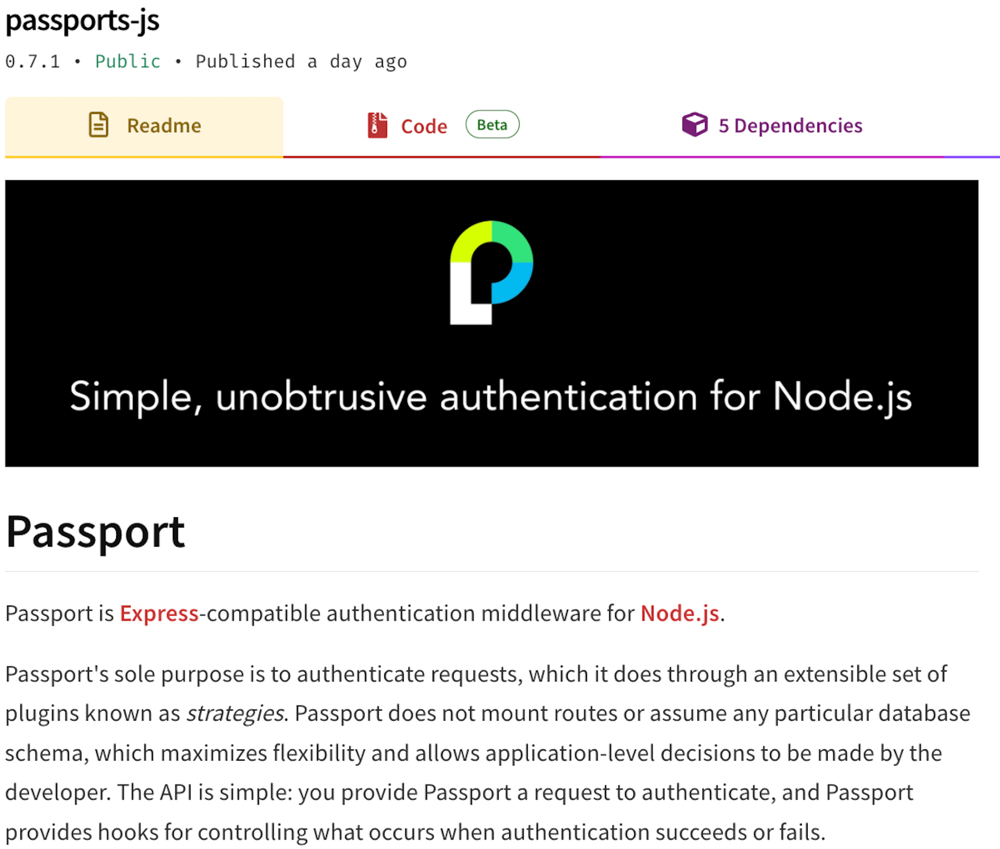 passports-js
0.7.1 • Public • Published a day ago
Readme
Code Beta
5 Dependencies
Simple, unobtrusive authentication for Node.js
Passport
Passport is Express-compatible authentication middleware for Node.js.
Passport's sole purpose is to authenticate requests, which it does through an extensible set of
plugins known as strategies. Passport does not mount routes or assume any particular database
schema, which maximizes flexibility and allows application-level decisions to be made by the
developer. The API is simple: you provide Passport a request to authenticate, and Passport
provides hooks for controlling what occurs when authentication succeeds or fails.